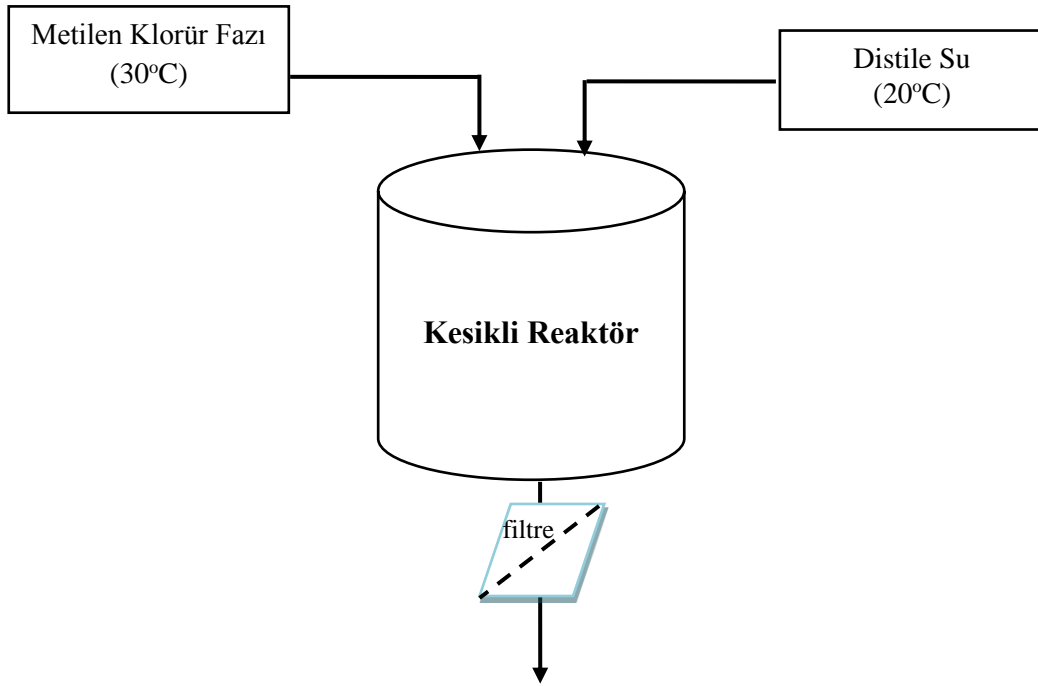 Metilen Klorür Fazı
(30°C)
Distile Su
(20°C)
Kesikli Reaktör
filtre